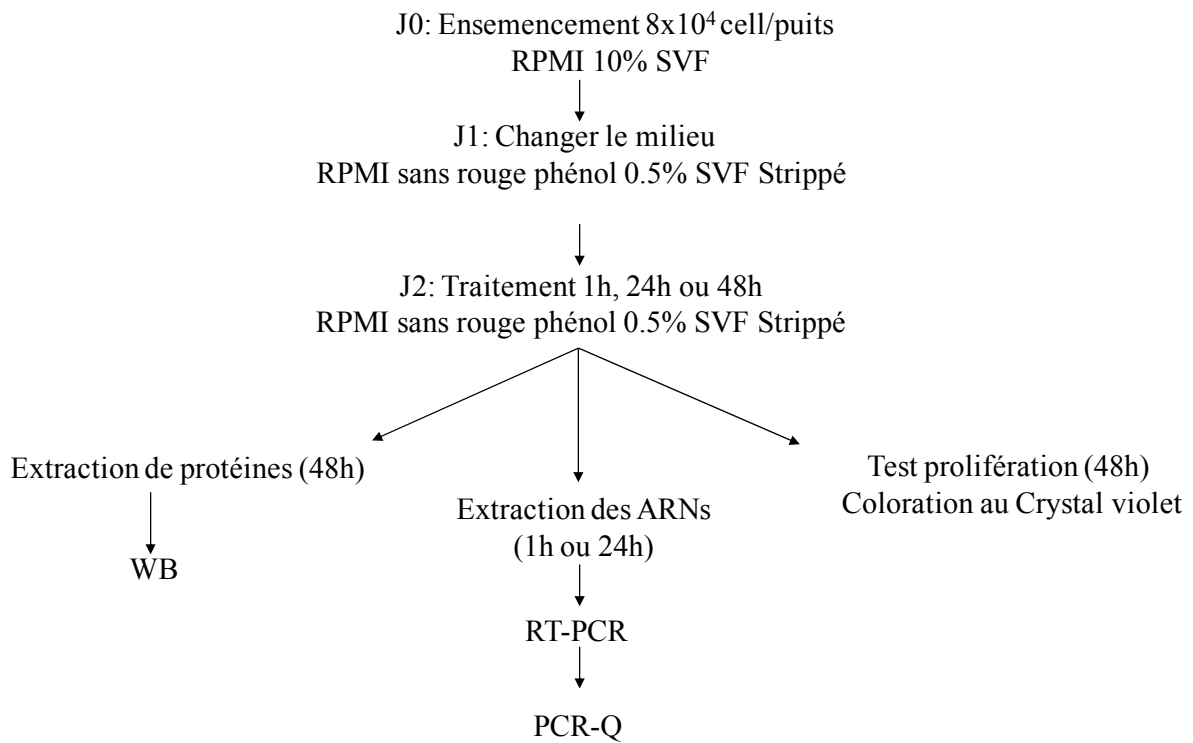 J0: Ensemencement 8x10⁴ cell/puits
RPMI 10% SVF
J1: Changer le milieu
RPMI sans rouge phénol 0.5% SVF Strippé
J2: Traitement 1h, 24h ou 48h
RPMI sans rouge phénol 0.5% SVF Strippé
Extraction de protéines (48h)
WB
Extraction des ARNs
(1h ou 24h)
RT-PCR
PCR-Q
Test prolifération (48h)
Coloration au Crystal violet